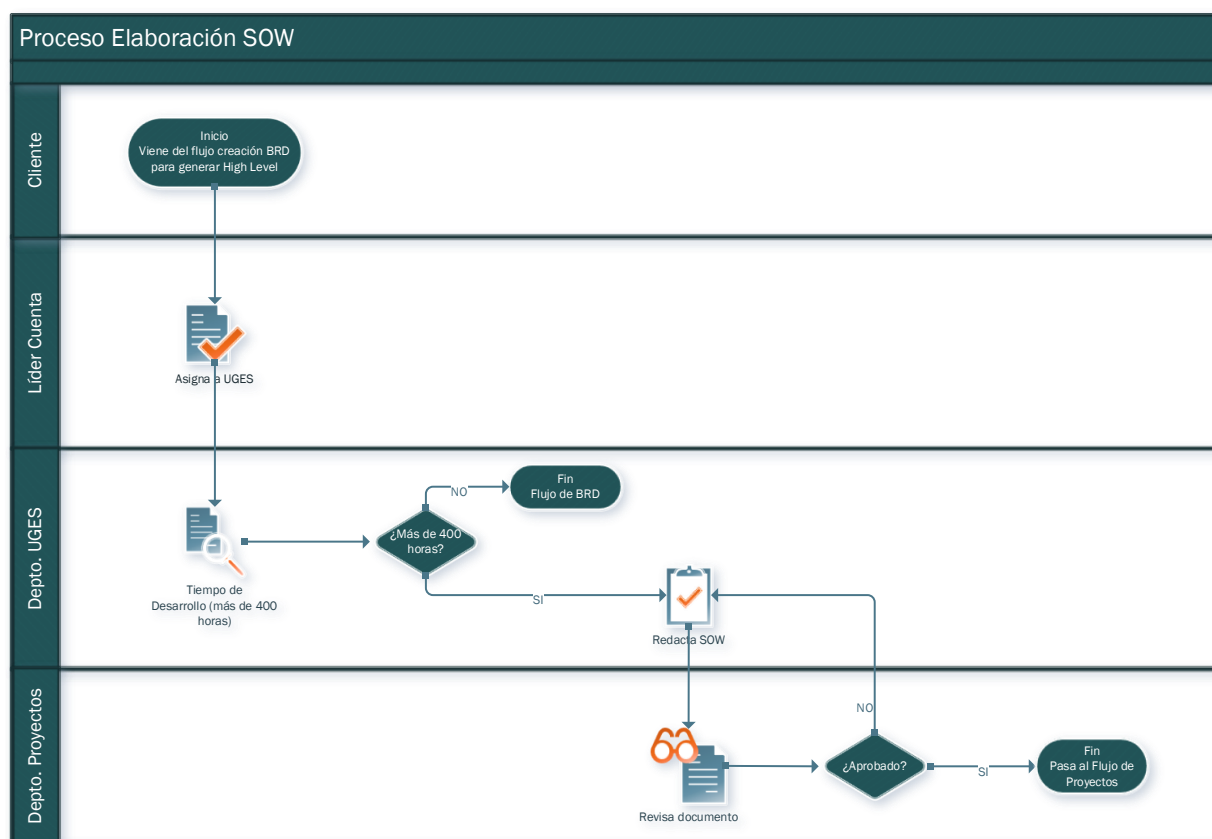 Proceso Elaboración SOW
Cliente
Inicio
Viene del flujo creación BRD
para generar High Level
Líder Cuenta
Asigna a UGES
Depto. UGES
Tiempo de
Desarrollo (más de 400
horas)
¿Más de 400
horas?
NO
Fin
Flujo de BRD
SI
Redacta SOW
Depto. Proyectos
Revisa documento
¿Aprobado?
NO
SI
Fin
Pasa al Flujo de
Proyectos